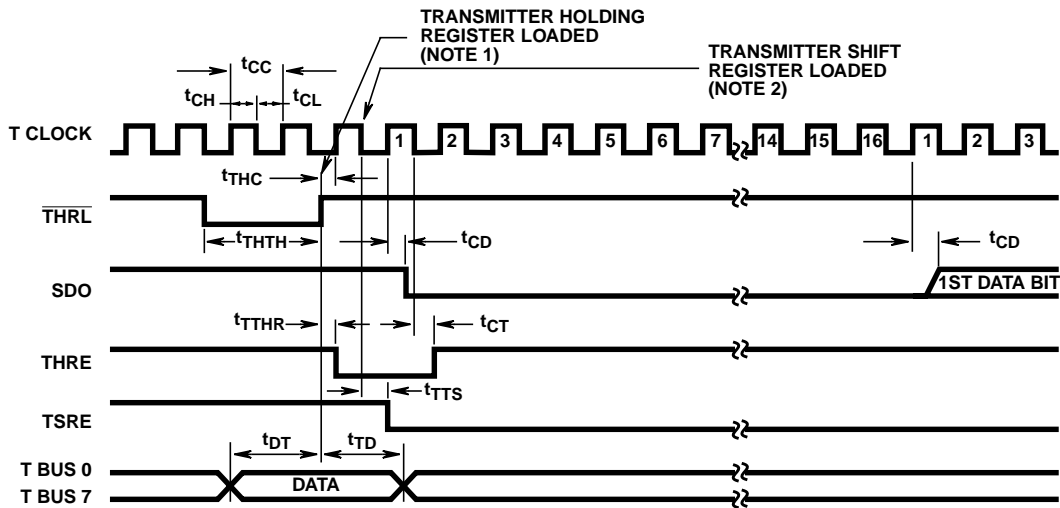 TRANSMITTER HOLDING
REGISTER LOADED
(NOTE 1)
TRANSMITTER SHIFT
REGISTER LOADED
(NOTE 2)
tCC
tCH
tCL
T CLOCK
1
2
3
4
5
6
7
14
15
16
1
2
3
tTHC
THRL
tTHTH
tCD
tCD
SDO
1ST DATA BIT
tTTHR
tCT
THRE
tTTS
TSRE
tDT
tTD
T BUS 0
T BUS 7
DATA